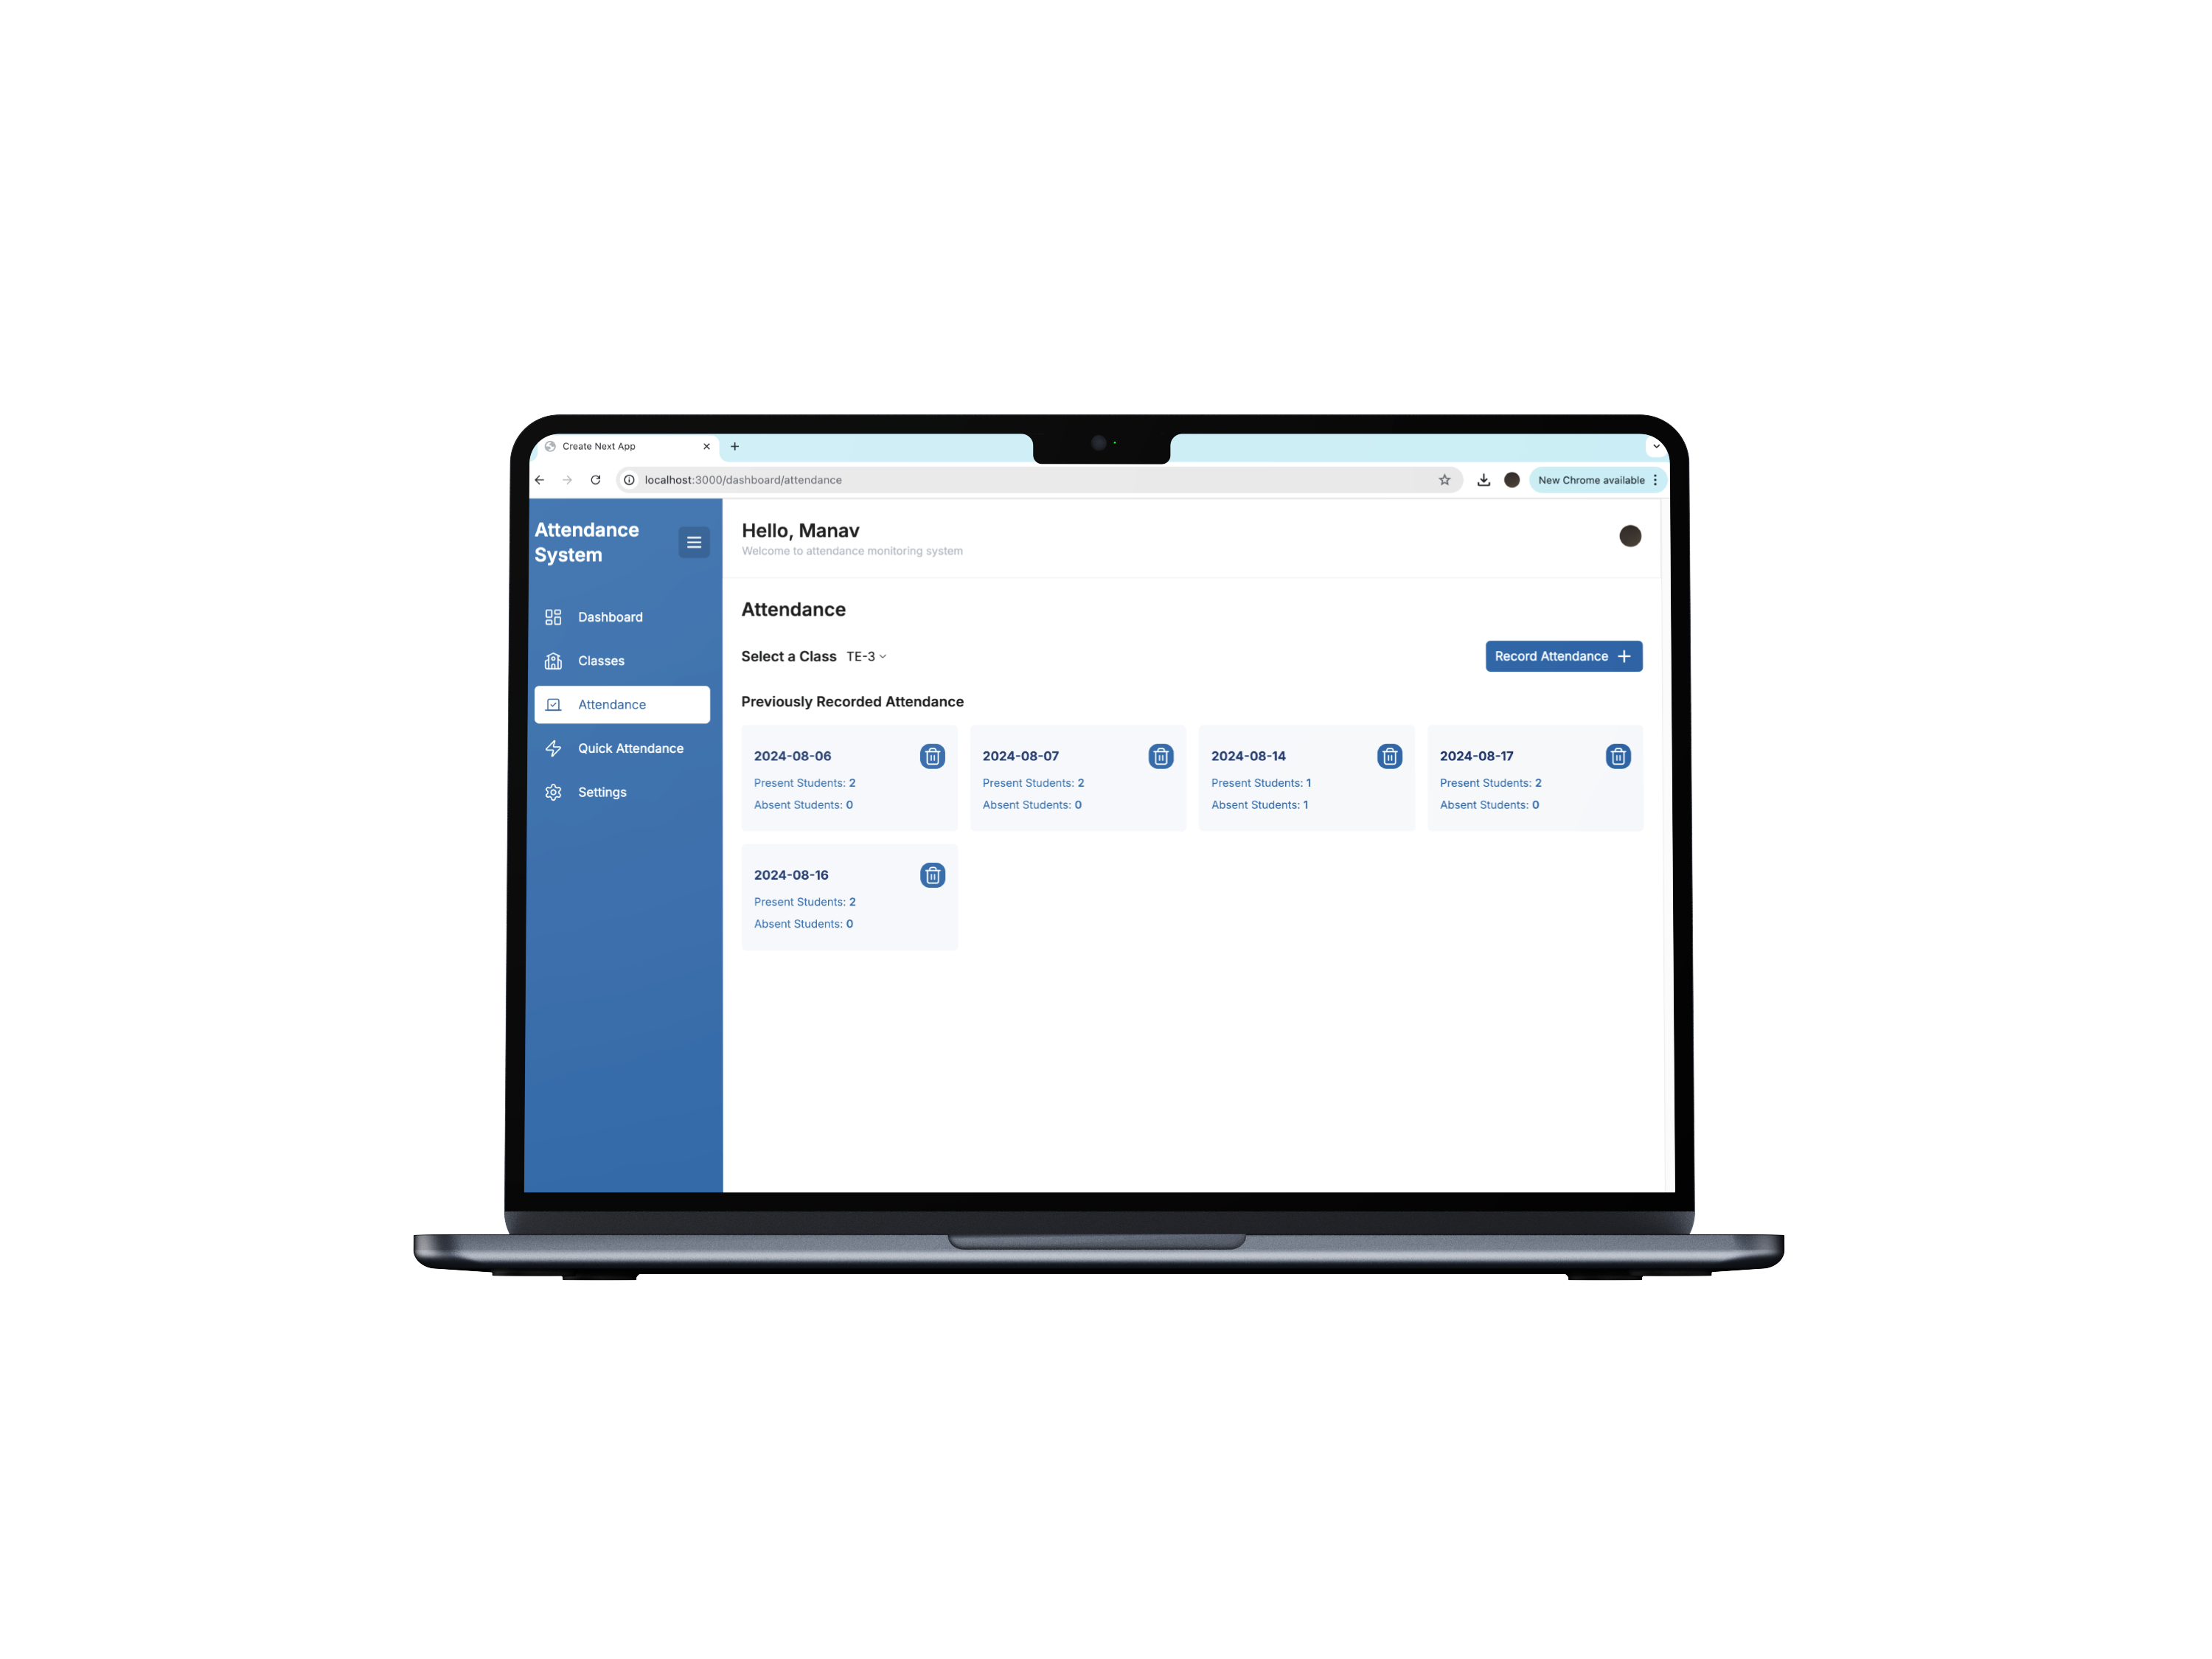 Create Next App
localhost:3000/dashboard/attendance
New Chrome available
Attendance
System
Dashboard
Classes
Attendance
Quick Attendance
Settings
Hello, Manav
Welcome to attendance monitoring system
Attendance
Select a Class TE-3
Record Attendance
Previously Recorded Attendance
2024-08-06
Present Students: 2
Absent Students: 0
2024-08-07
Present Students: 2
Absent Students: 0
2024-08-14
Present Students: 1
Absent Students: 1
2024-08-17
Present Students: 2
Absent Students: 0
2024-08-16
Present Students: 2
Absent Students: 0